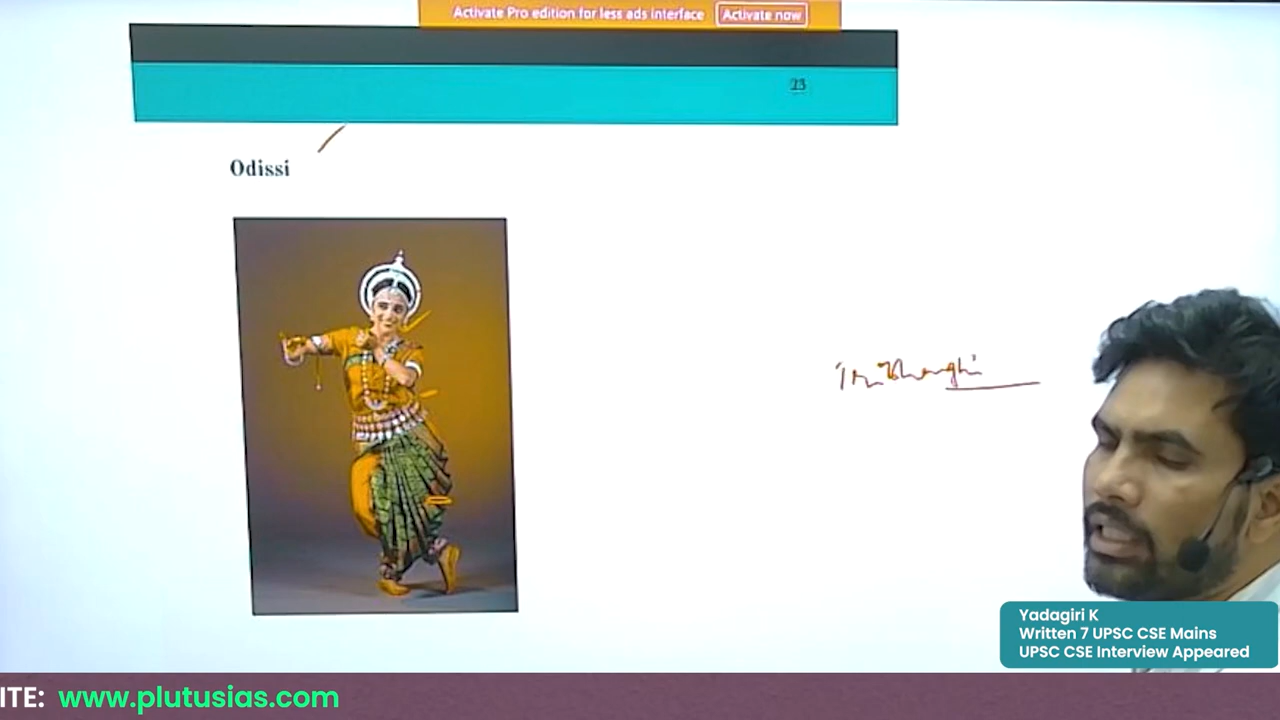 Activate Pro edition for less ads interface Activate now
23
Odissi
Tribhanghi
Yadagiri K
Written 7 UPSC CSE Mains
UPSC CSE Interview Appeared
ITE: www.plutusias.com